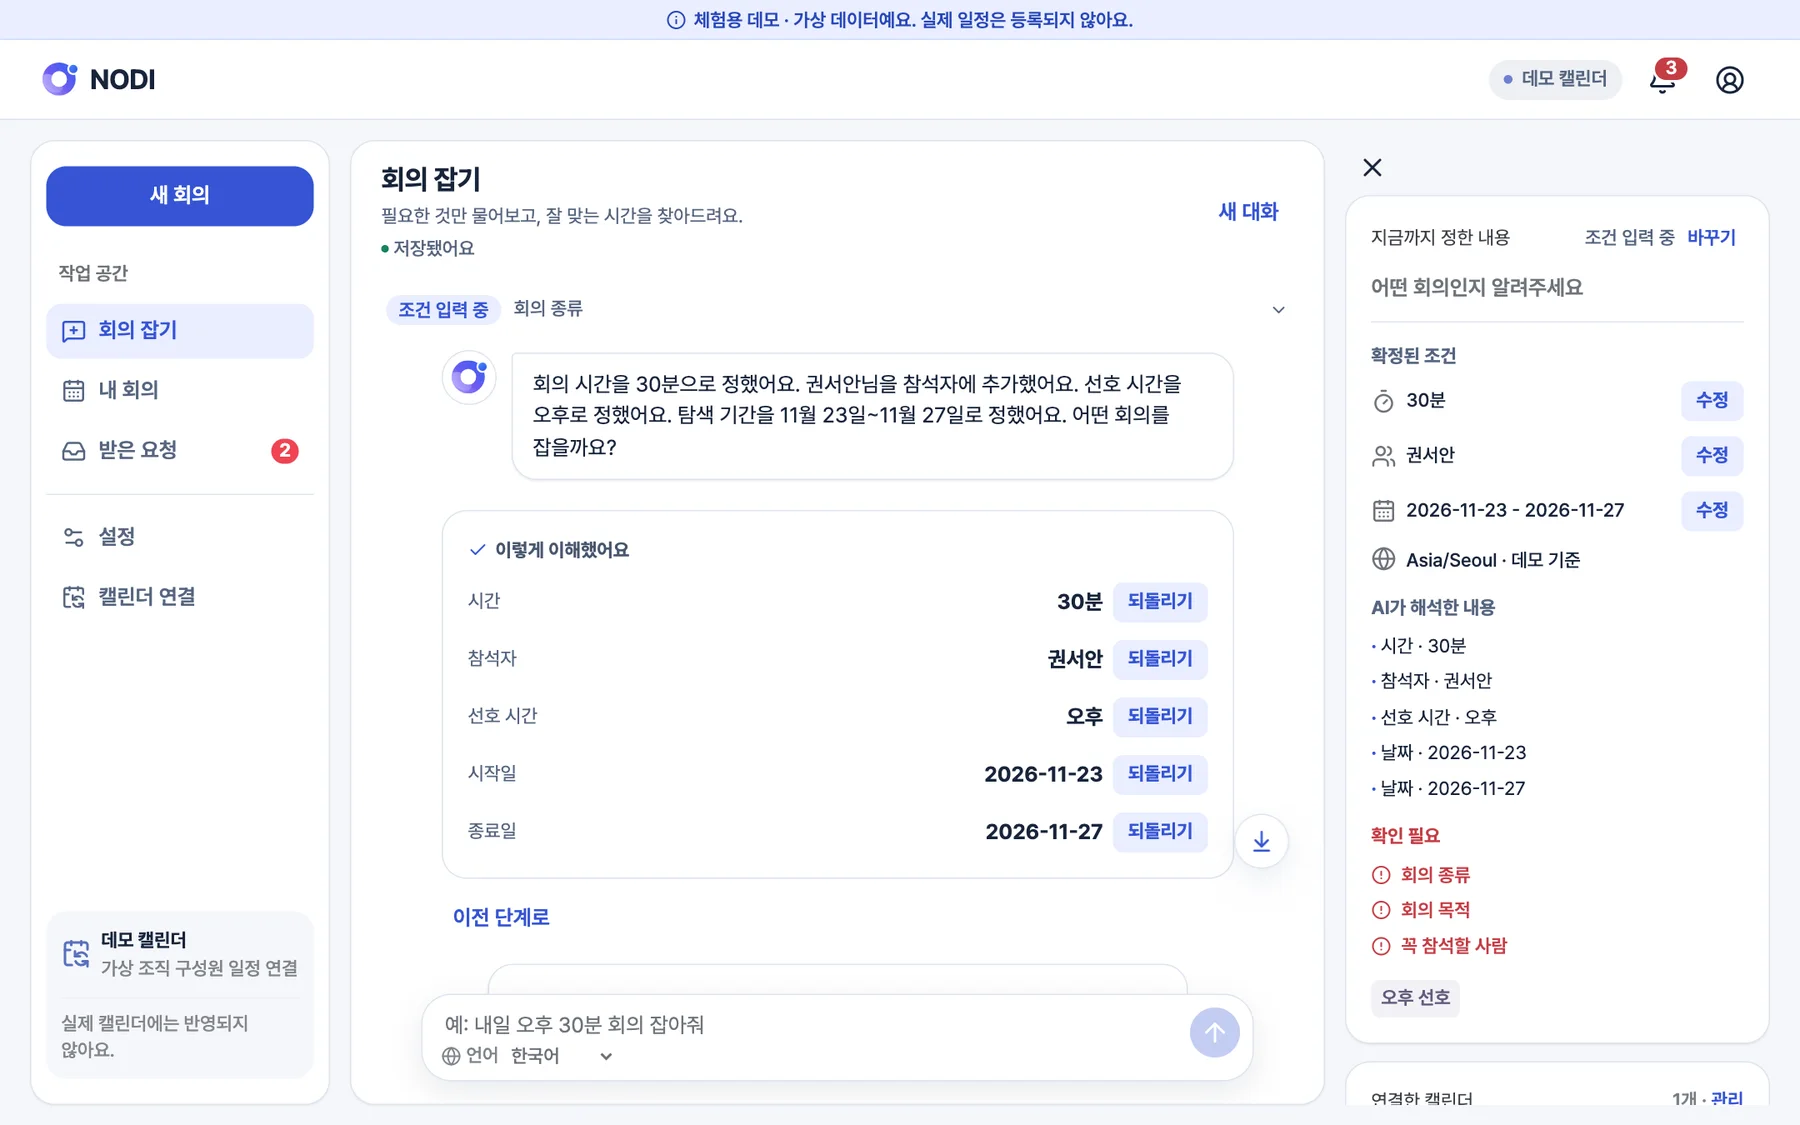 체험용 데모 · 가상 데이터예요. 실제 일정은 등록되지 않아요.
NODI
데모 캘린더
3
새 회의
작업 공간
회의 잡기
내 회의
받은 요청
2
설정
캘린더 연결
데모 캘린더
가상 조직 구성원 일정 연결
실제 캘린더에는 반영되지
않아요.
회의 잡기
필요한 것만 물어보고, 잘 맞는 시간을 찾아드려요.
저장됐어요
새 대화
조건 입력 중
회의 종류
회의 시간을 30분으로 정했어요. 권서안님을 참석자에 추가했어요. 선호 시간을
오후로 정했어요. 탐색 기간을 11월 23일~11월 27일로 정했어요. 어떤 회의를
잡을까요?
이렇게 이해했어요
시간
30분
되돌리기
참석자
권서안
되돌리기
선호 시간
오후
되돌리기
시작일
2026-11-23
되돌리기
종료일
2026-11-27
되돌리기
이전 단계로
예: 내일 오후 30분 회의 잡아줘
언어
한국어
지금까지 정한 내용
조건 입력 중
바꾸기
어떤 회의인지 알려주세요
확정된 조건
30분
수정
권서안
수정
2026-11-23 - 2026-11-27
수정
Asia/Seoul · 데모 기준
AI가 해석한 내용
· 시간 · 30분
· 참석자 · 권서안
· 선호 시간 · 오후
· 날짜 · 2026-11-23
· 날짜 · 2026-11-27
확인 필요
회의 종류
회의 목적
꼭 참석할 사람
오후 선호
연결한 캘린더
1개 · 관리